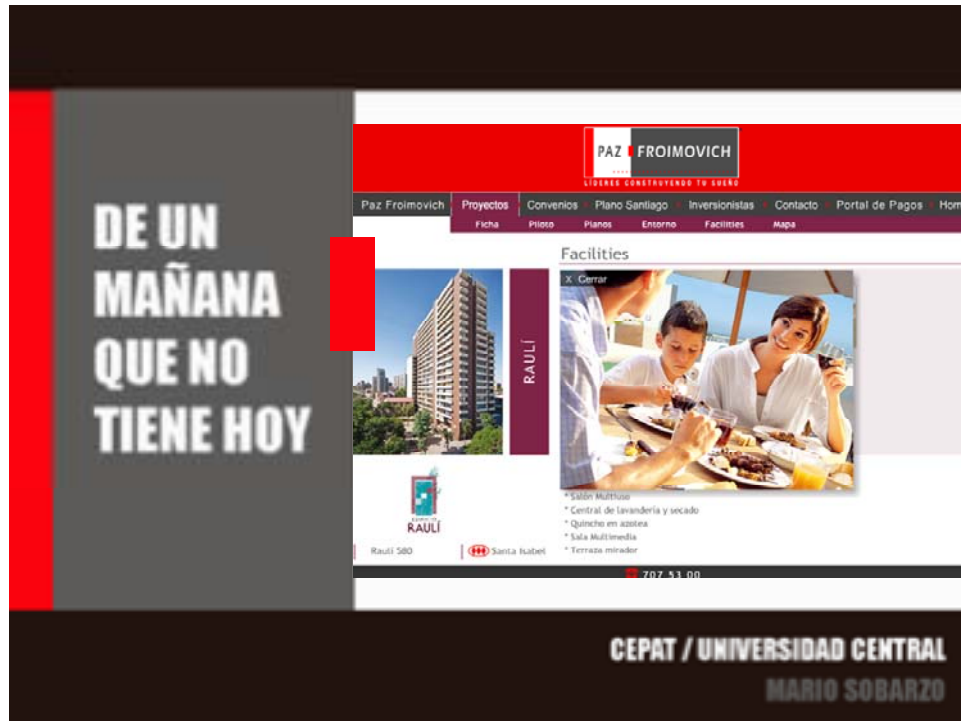 DE UN
MAÑANA
QUE NO
TIENE HOY
PAZ FROIMOVICH
LÍDERES CONSTRUYENDO TU SUEÑO
Paz Froimovich Proyectos Convenios Plano Santiago Inversionistas Contacto Portal de Pagos Hom
Ficha Piloto Planos Entorno Facilities Mapa
Facilities
X Cerrar
RAULÍ
RAULÍ
Raulí 580 Santa Isabel
* Salón Multiuso
* Central de lavandería y secado
* Quincho en azotea
* Sala Multimedia
* Terraza mirador
707 53 00
CEPAT / UNIVERSIDAD CENTRAL
MARIO SOBARZO